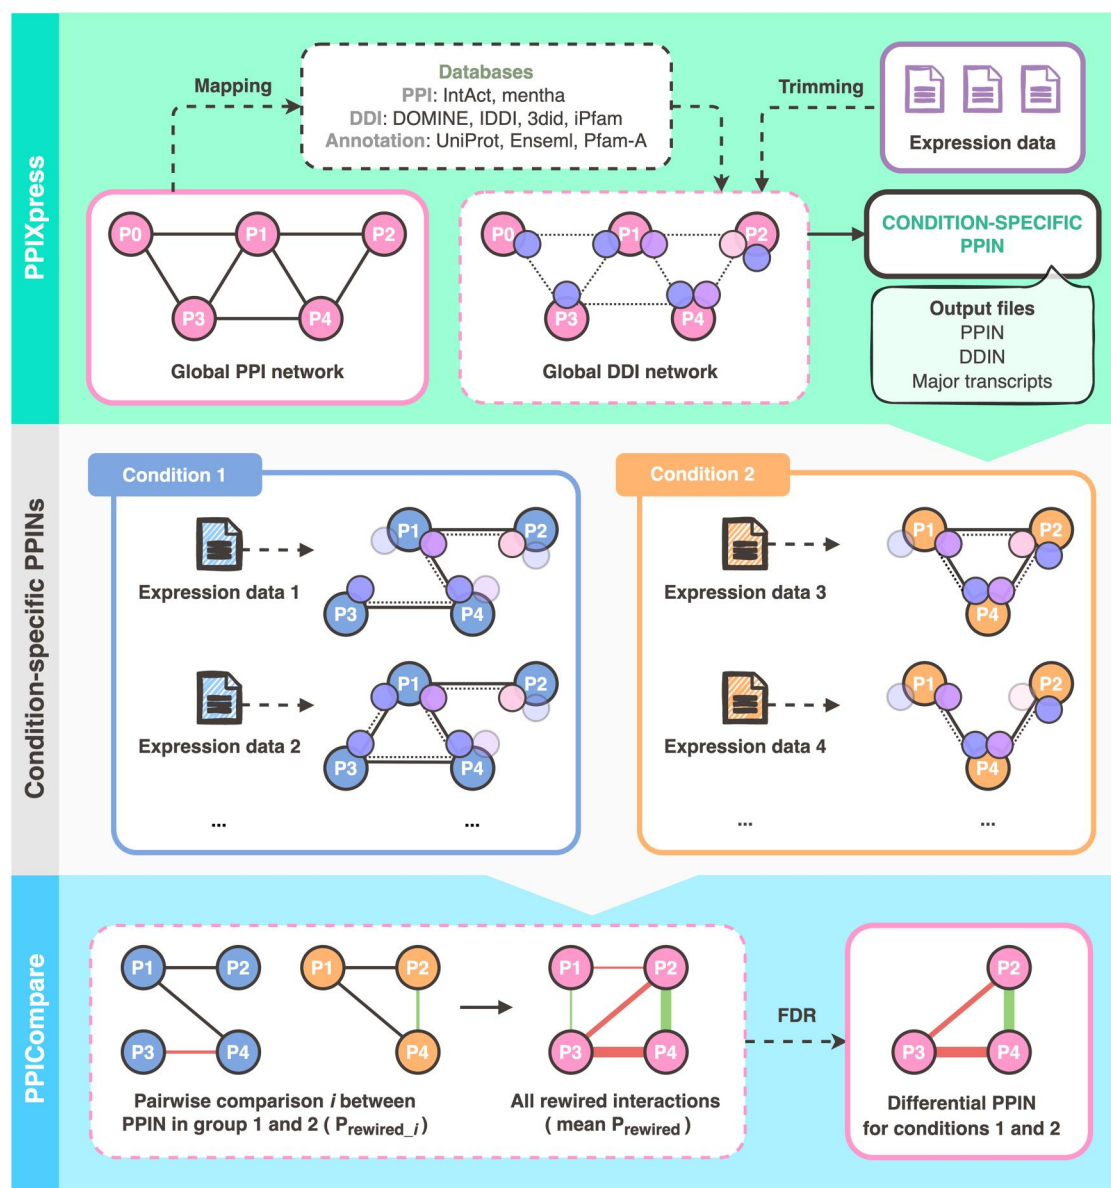 PPIXpress
Mapping
Databases
PPI: IntAct, mentha
DDI: DOMINE, IDDI, 3did, iPfam
Annotation: UniProt, Enseml, Pfam-A
Trimming
Expression data
P0
P1
P2
P3
P4
Global PPI network
P0
P1
P2
P3
P4
Global DDI network
CONDITION-SPECIFIC
PPIN
Output files
PPIN
DDIN
Major transcripts
Condition-specific PPINs
Condition 1
Expression data 1
P1
P2
P3
P4
Expression data 2
P1
P2
P3
P4
...
...
Condition 2
Expression data 3
P1
P2
P4
Expression data 4
P1
P2
P4
...
...
PPICompare
P1
P2
P3
P4
P1
P2
P4
Pairwise comparison i between
PPIN in group 1 and 2 ( Prewired_i)
P1
P2
P3
P4
All rewired interactions
( mean Prewired )
FDR
P2
P3
P4
Differential PPIN
for conditions 1 and 2